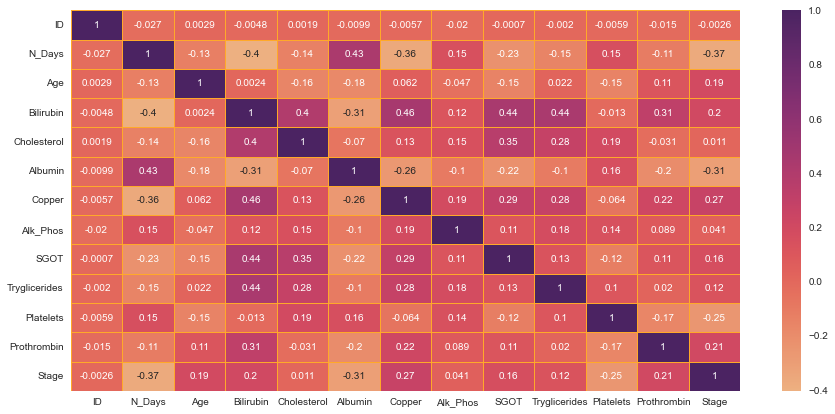 ID 1 -0.027 0.0029 -0.0048 0.0019 -0.0099 -0.0057 -0.02 -0.0007 -0.002 -0.0059 -0.015 -0.0026
N_Days -0.027 1 -0.13 -0.4 -0.14 0.43 -0.36 0.15 -0.23 -0.15 0.15 -0.11 -0.37
Age 0.0029 -0.13 1 0.0024 -0.16 -0.18 0.062 -0.047 -0.15 0.022 -0.15 0.11 0.19
Bilirubin -0.0048 -0.4 0.0024 1 0.4 -0.31 0.46 0.12 0.44 0.44 -0.013 0.31 0.2
Cholesterol 0.0019 -0.14 -0.16 0.4 1 -0.07 0.13 0.15 0.35 0.28 0.19 -0.031 0.011
Albumin -0.0099 0.43 -0.18 -0.31 -0.07 1 -0.26 -0.1 -0.22 -0.1 0.16 -0.2 -0.31
Copper -0.0057 -0.36 0.062 0.46 0.13 -0.26 1 0.19 0.29 0.28 -0.064 0.22 0.27
Alk_Phos -0.02 0.15 -0.047 0.12 0.15 -0.1 0.19 1 0.11 0.18 0.14 0.089 0.041
SGOT -0.0007 -0.23 -0.15 0.44 0.35 -0.22 0.29 0.11 1 0.13 -0.12 0.11 0.16
Tryglicerides -0.002 -0.15 0.022 0.44 0.28 -0.1 0.28 0.18 0.13 1 0.1 0.02 0.12
Platelets -0.0059 0.15 -0.15 -0.013 0.19 0.16 -0.064 0.14 -0.12 0.1 1 -0.17 -0.25
Prothrombin -0.015 -0.11 0.11 0.31 -0.031 -0.2 0.22 0.089 0.11 0.02 -0.17 1 0.21
Stage -0.0026 -0.37 0.19 0.2 0.011 -0.31 0.27 0.041 0.16 0.12 -0.25 0.21 1
ID N_Days Age Bilirubin Cholesterol Albumin Copper Alk_Phos SGOT Tryglicerides Platelets Prothrombin Stage
1.0
0.8
0.6
0.4
0.2
0.0
−0.2
−0.4